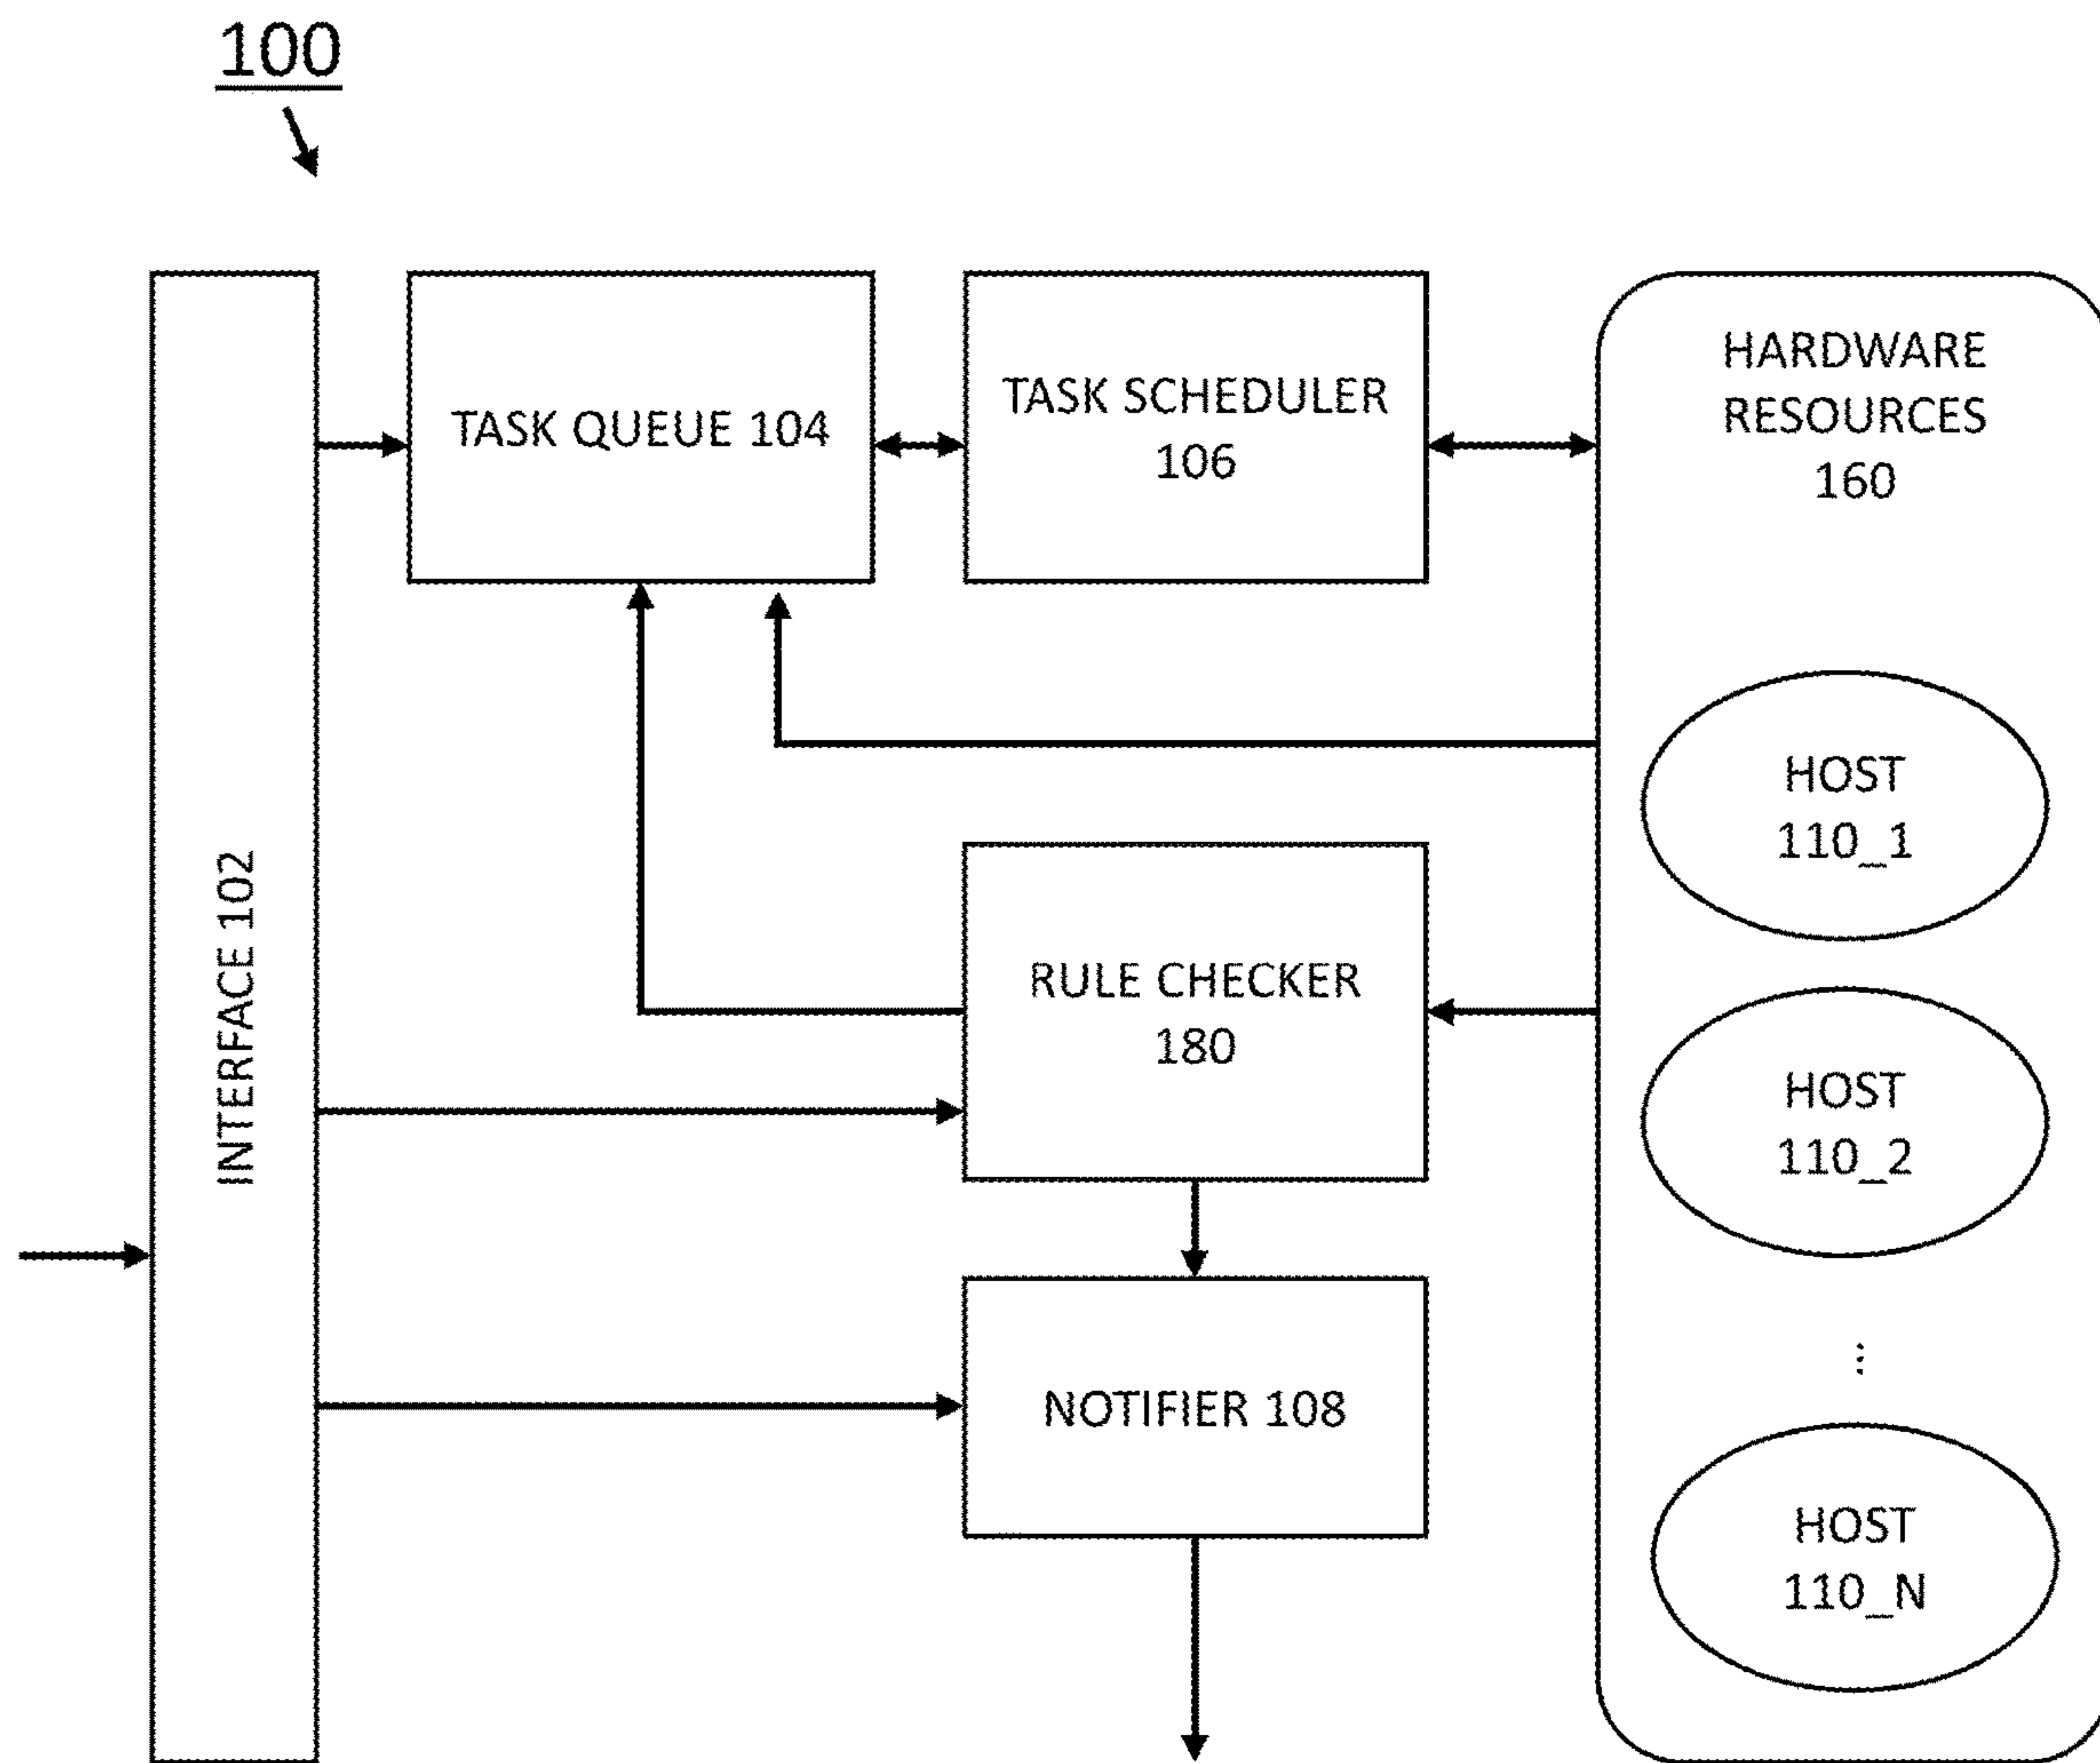 100
INTERFACE 102
TASK QUEUE 104
TASK SCHEDULER
106
HARDWARE
RESOURCES
160
HOST
110_1
RULE CHECKER
180
HOST
110_2
...
NOTIFIER 108
HOST
110_N